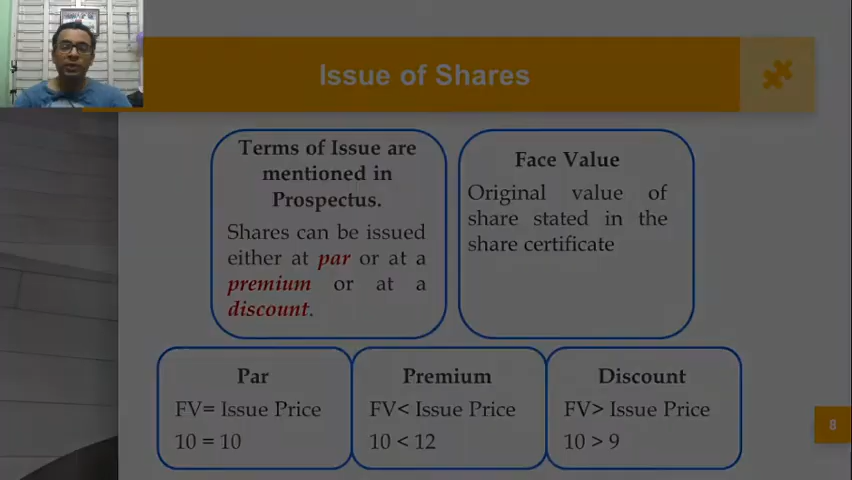 Issue of Shares
Terms of Issue are
mentioned in
Prospectus.
Shares can be issued
either at par or at a
premium or at a
discount.
Face Value
Original value of
share stated in the
share certificate
Par
FV= Issue Price
10 = 10
Premium
FV< Issue Price
10 < 12
Discount
FV> Issue Price
10 > 9
8